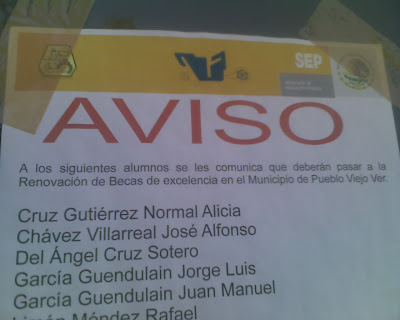 SEP
AVISO
A los siguientes alumnos se les comunica que deberán pasar a la
Renovación de Becas de excelencia en el Municipio de Pueblo Viejo Ver.
Cruz Gutiérrez Normal Alicia
Chávez Villarreal José Alfonso
Del Ángel Cruz Sotero
García Guendulain Jorge Luis
García Guendulain Juan Manuel
Limón Méndez Rafael